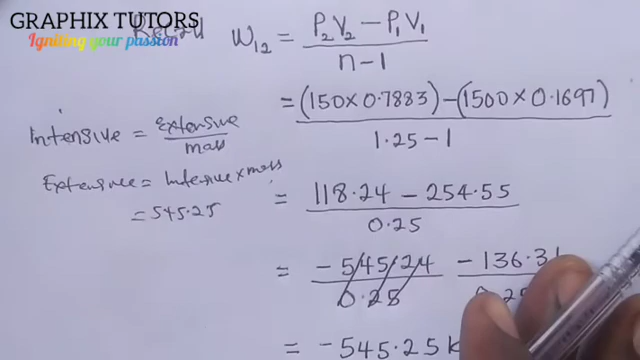 GRAPHIX TUTORS
Igniting your passion
W₁₂ = P₂V₂ - P₁V₁ / n - 1
= (150 × 0.7883) - (1500 × 0.1697) / 1.25 - 1
Intensive = Extensive / mass
Extensive = Intensive × mass
= 545.25
= 118.24 - 254.55 / 0.25
= - 545.24 / 0.25 - 136.31
= - 545.25 K